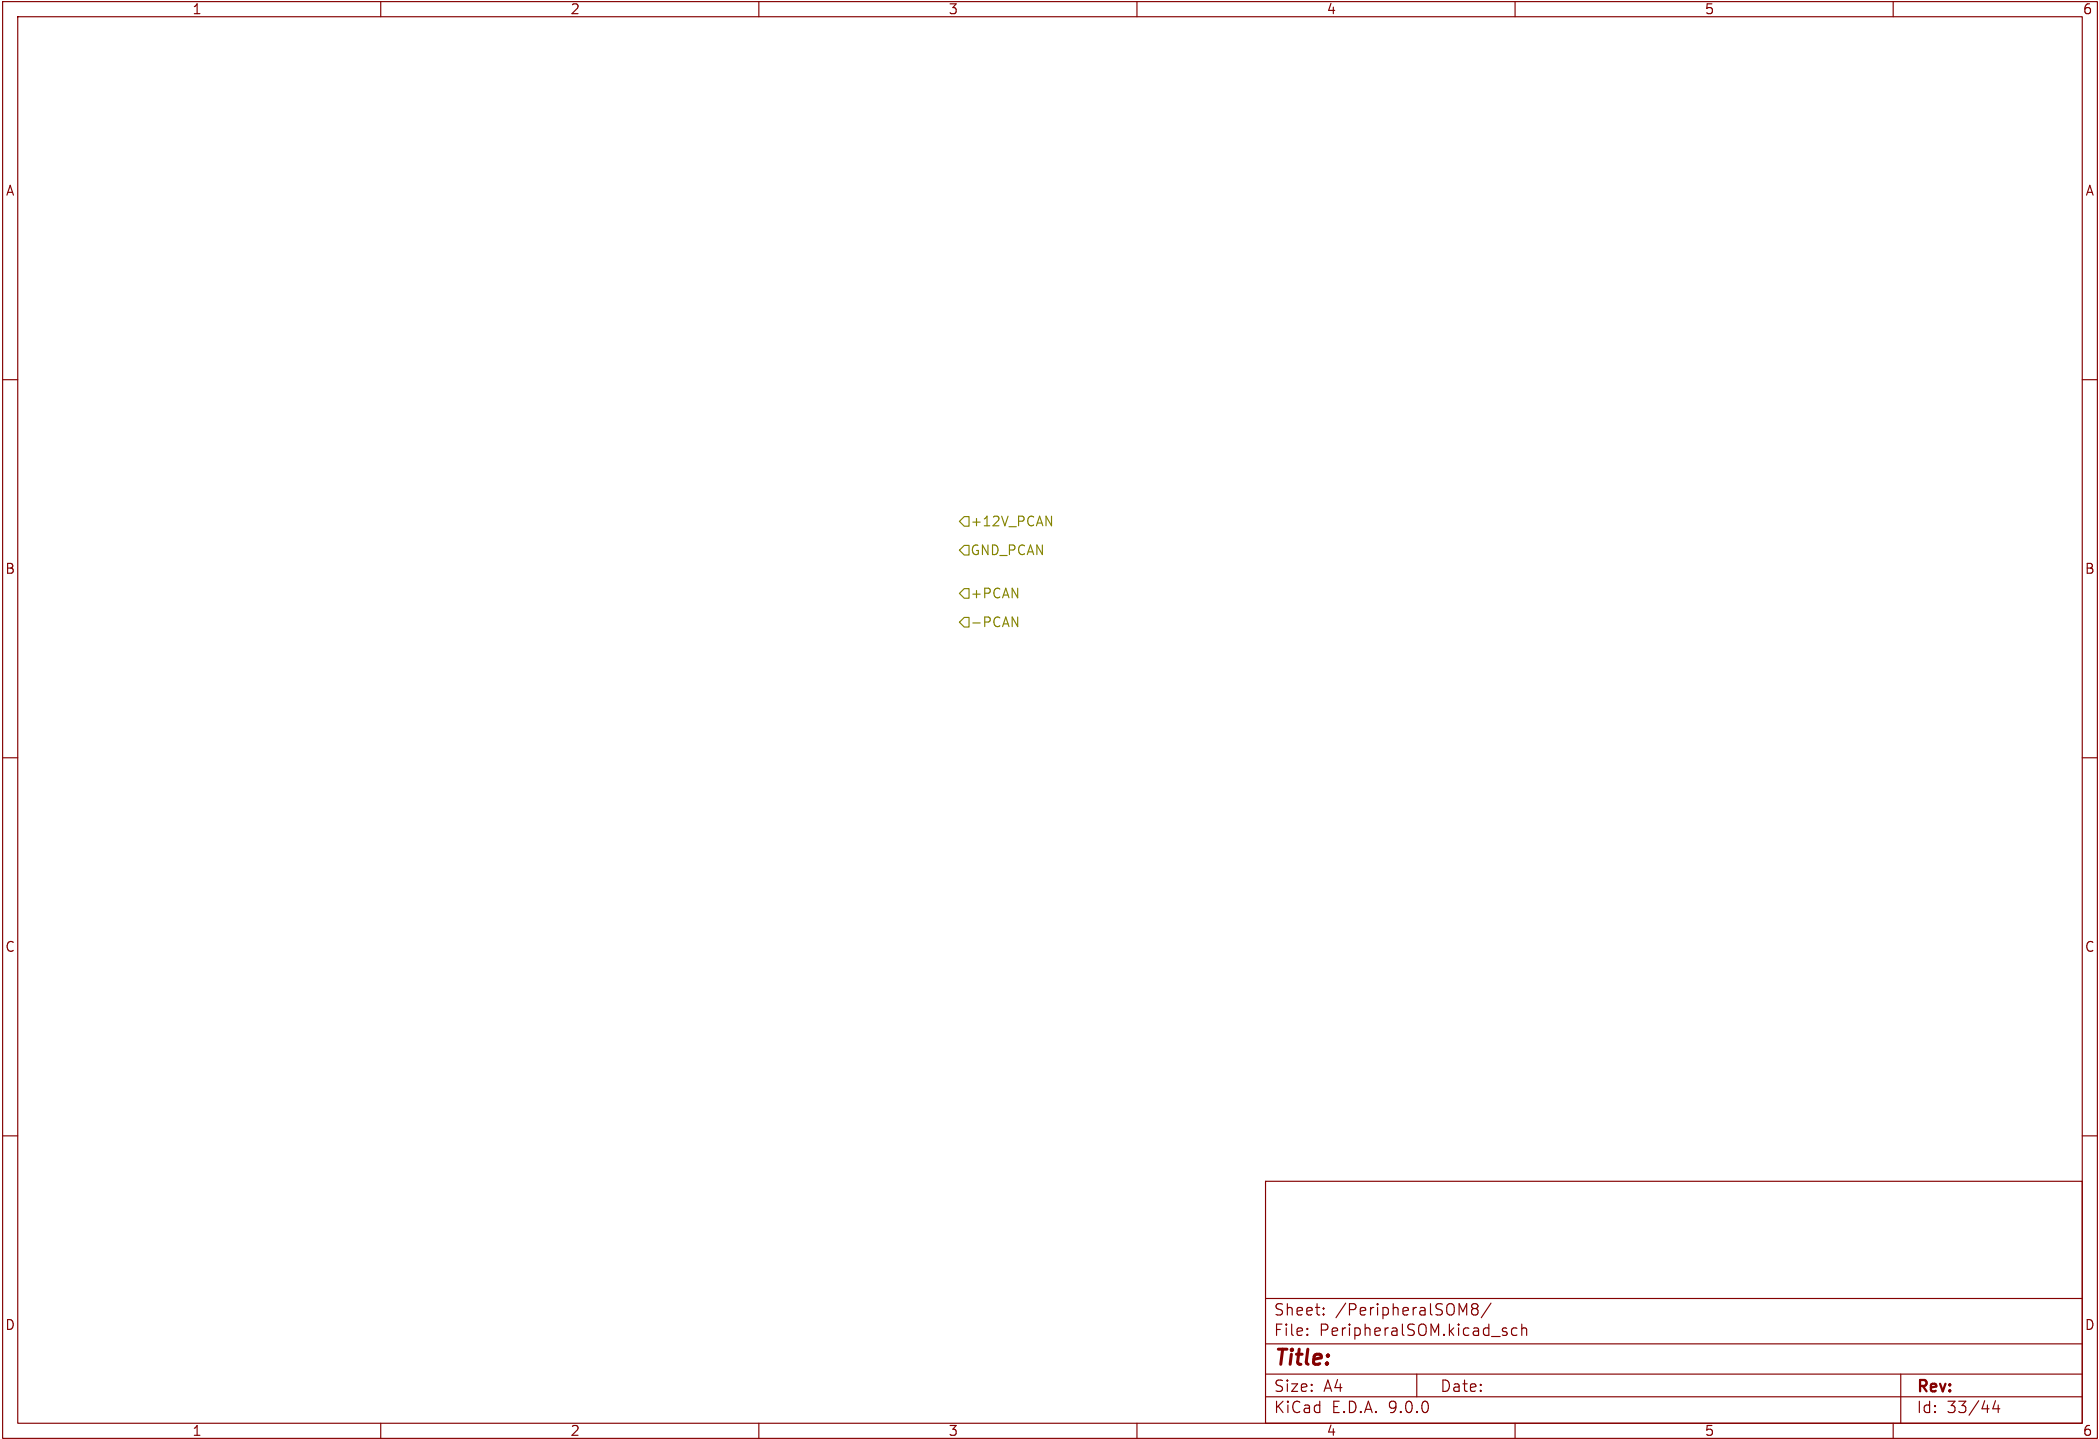 1 2 3 4 5 6
A A
+12V_PCAN
GND_PCAN
B B
+PCAN
-PCAN
C C
Sheet: /PeripheralSOM8/
D D
File: PeripheralSOM.kicad_sch
Title:
Size: A4 Date: Rev:
KiCad E.D.A. 9.0.0 Id: 33/44
1 2 3 4 5 6